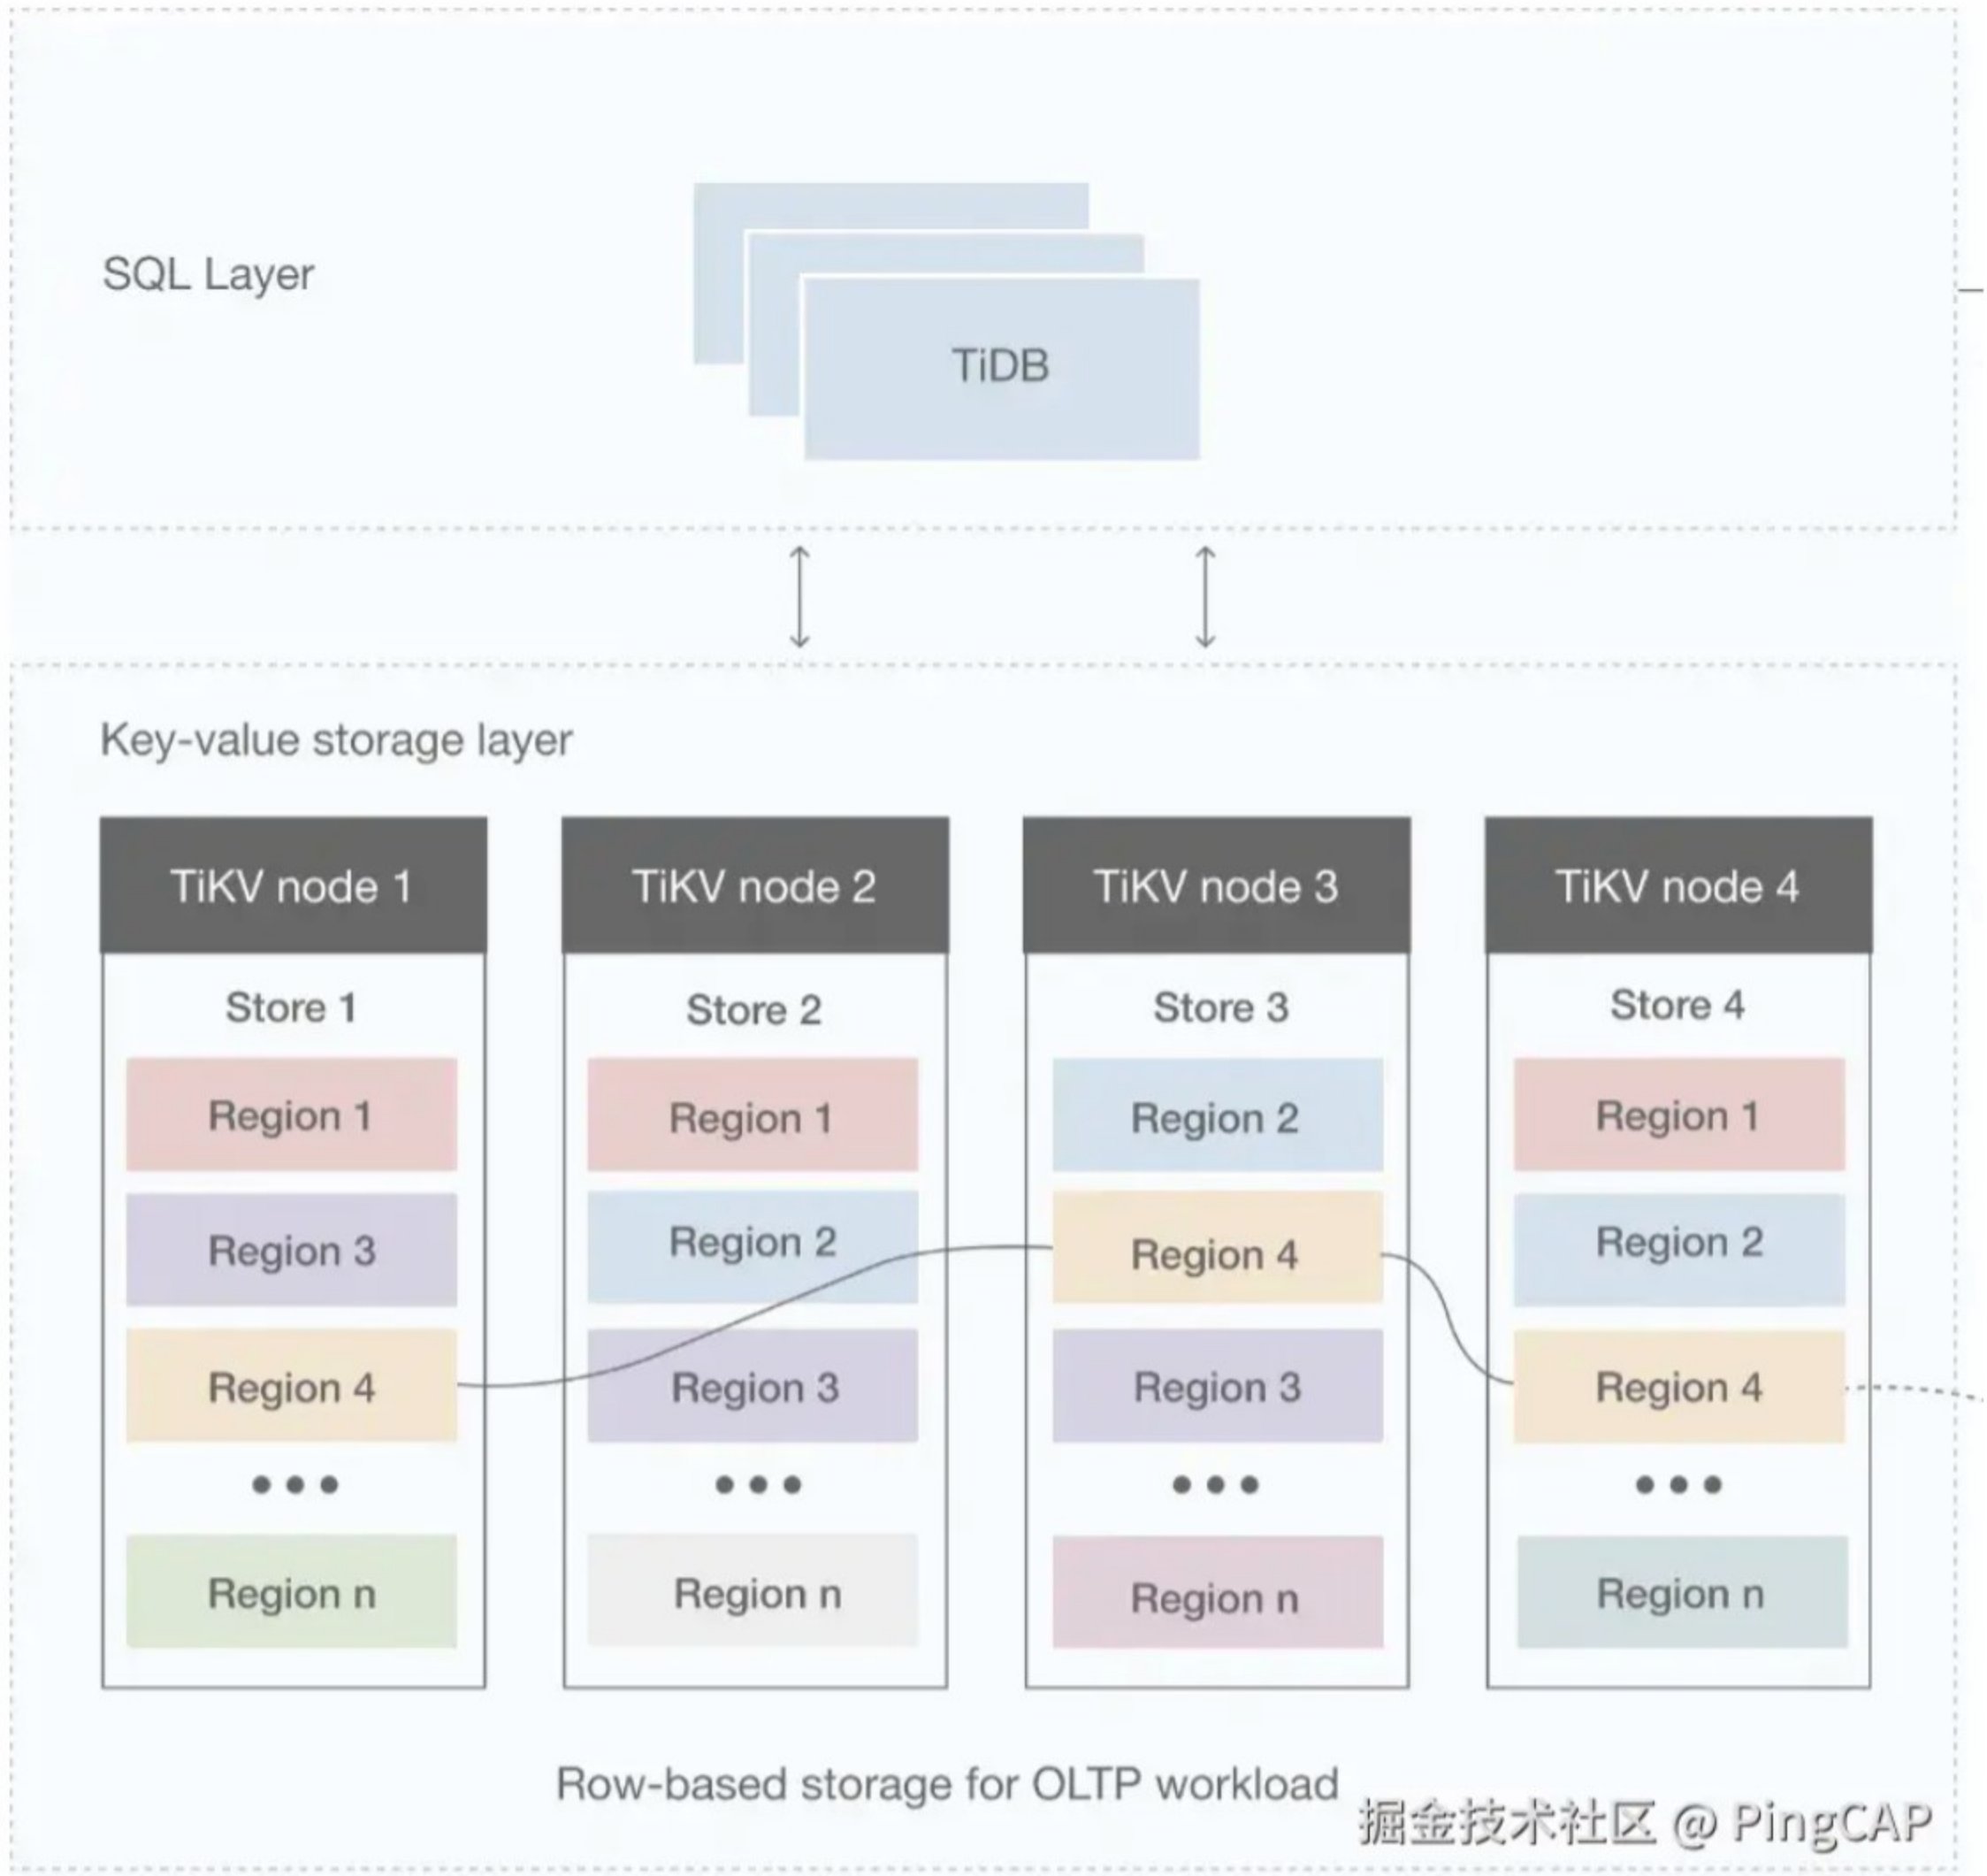 SQL Layer
TiDB
Key-value storage layer
TiKV node 1
Store 1
Region 1
Region 3
Region 4
Region n
TiKV node 2
Store 2
Region 1
Region 2
Region 3
Region n
TiKV node 3
Store 3
Region 2
Region 4
Region 3
Region n
TiKV node 4
Store 4
Region 1
Region 2
Region 4
Region n
Row-based storage for OLTP workload
掘金技术社区 @ PingCAP